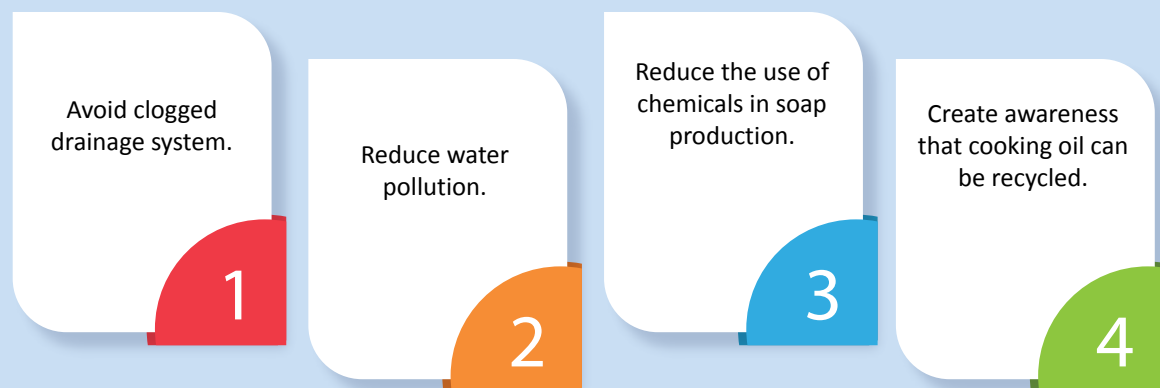 Avoid clogged
drainage system.
1
Reduce water
pollution.
2
Reduce the use of
chemicals in soap
production.
3
Create awareness
that cooking oil can
be recycled.
4